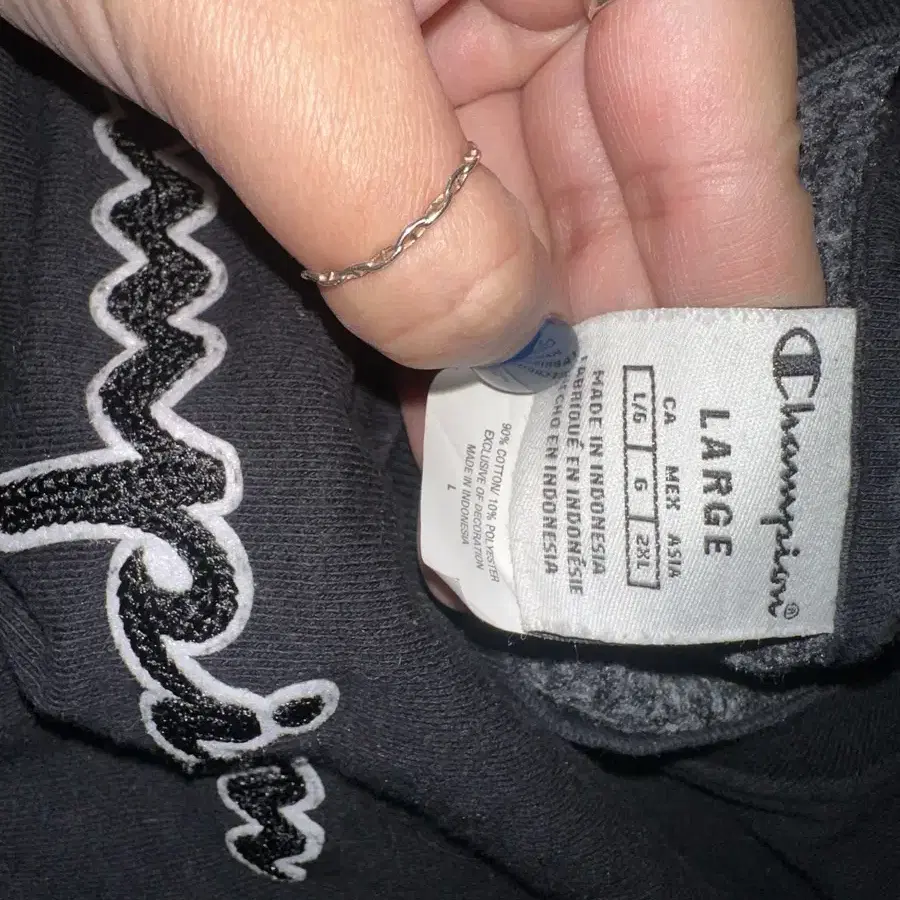 Champion®
LARGE
CA MEX ASIA
L/G G 2XL
MADE IN INDONESIA
FABRIQUÉ EN INDONÉSIE
HECHO EN INDONESIA
90% COTTON/ 10% POLYESTER
EXCLUSIVE OF DECORATION
MADE IN INDONESIA
L